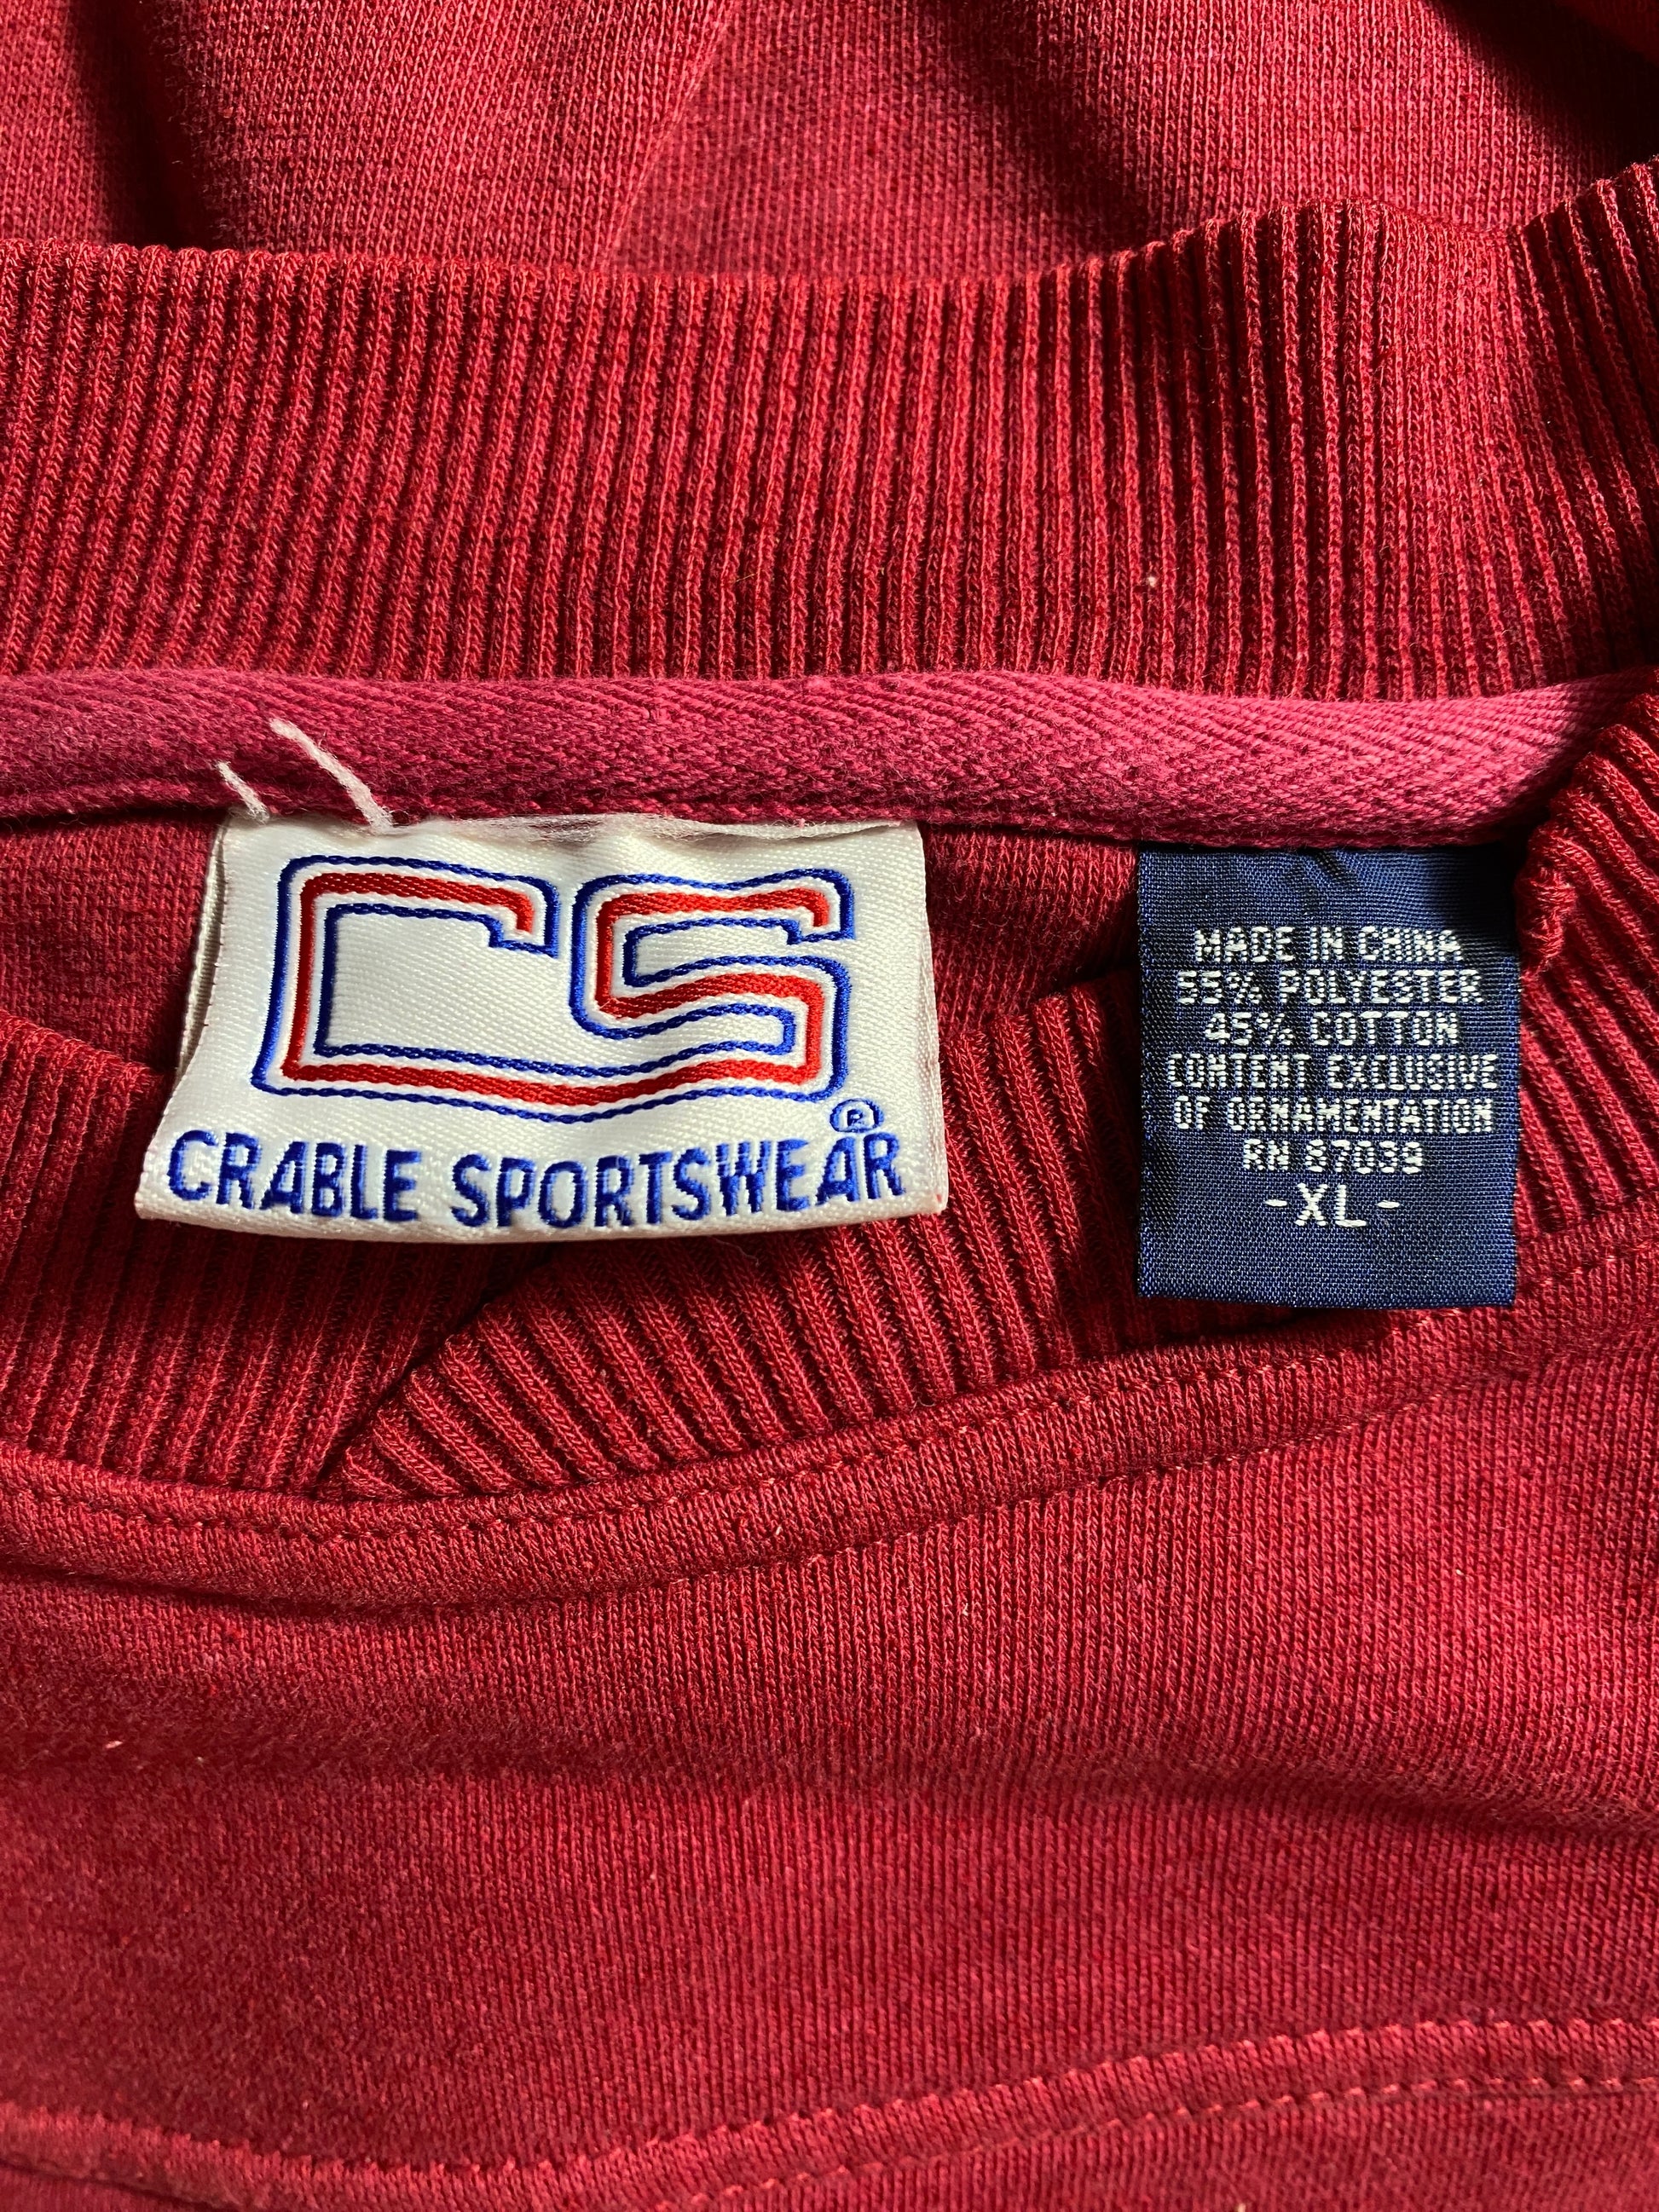 CS
®
CRABLE SPORTSWEAR
MADE IN CHINA
55% POLYESTER
45% COTTON
CONTENT EXCLUSIVE
OF ORNAMENTATION
RN 87039
-XL-